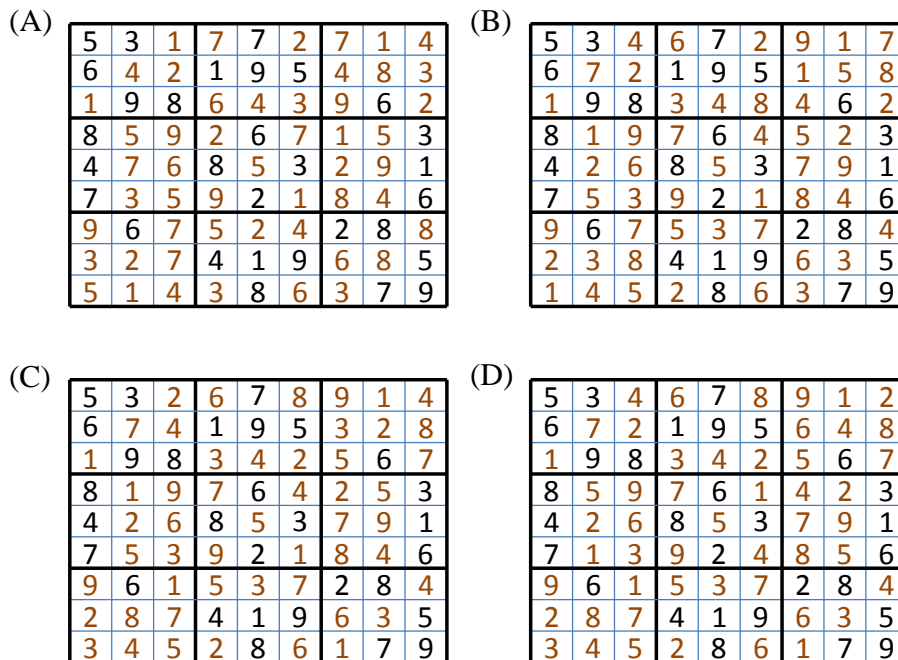 (A)
5 3 1 7 7 2 7 1 4
6 4 2 1 9 5 4 8 3
1 9 8 6 4 3 9 6 2
8 5 9 2 6 7 1 5 3
4 7 6 8 5 3 2 9 1
7 3 5 9 2 1 8 4 6
9 6 7 5 2 4 2 8 8
3 2 7 4 1 9 6 8 5
5 1 4 3 8 6 3 7 9
(B)
5 3 4 6 7 2 9 1 7
6 7 2 1 9 5 1 5 8
1 9 8 3 4 8 4 6 2
8 1 9 7 6 4 5 2 3
4 2 6 8 5 3 7 9 1
7 5 3 9 2 1 8 4 6
9 6 7 5 3 7 2 8 4
2 3 8 4 1 9 6 3 5
1 4 5 2 8 6 3 7 9
(C)
5 3 2 6 7 8 9 1 4
6 7 4 1 9 5 3 2 8
1 9 8 3 4 2 5 6 7
8 1 9 7 6 4 2 5 3
4 2 6 8 5 3 7 9 1
7 5 3 9 2 1 8 4 6
9 6 1 5 3 7 2 8 4
2 8 7 4 1 9 6 3 5
3 4 5 2 8 6 1 7 9
(D)
5 3 4 6 7 8 9 1 2
6 7 2 1 9 5 6 4 8
1 9 8 3 4 2 5 6 7
8 5 9 7 6 1 4 2 3
4 2 6 8 5 3 7 9 1
7 1 3 9 2 4 8 5 6
9 6 1 5 3 7 2 8 4
2 8 7 4 1 9 6 3 5
3 4 5 2 8 6 1 7 9